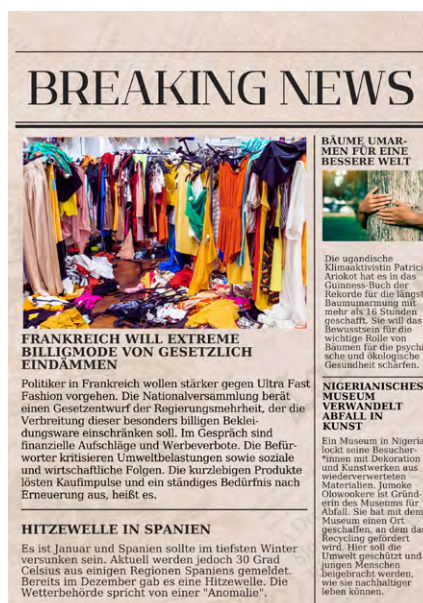 BREAKING NEWS
FRANKREICH WILL EXTREME
BILLIGMODE VON GESETZLICH
EINDÄMMEN
Politiker in Frankreich wollen stärker gegen Ultra Fast
Fashion vorgehen. Die Nationalversammlung berät
einen Gesetzentwurf der Regierungsmehrheit, der die
Verbreitung dieser besonders billigen Beklei-
dungsware einschränken soll. Im Gespräch sind
finanzielle Aufschläge und Werbeverbote. Die Befür-
worter kritisieren Umweltbelastungen sowie soziale
und wirtschaftliche Folgen. Die kurzlebigen Produkte
lösten Kaufimpulse und ein ständiges Bedürfnis nach
Erneuerung aus, heißt es.
HITZEWELLE IN SPANIEN
Es ist Januar und Spanien sollte im tiefsten Winter
versunken sein. Aktuell werden jedoch 30 Grad
Celsius aus einigen Regionen Spaniens gemeldet.
Bereits im Dezember gab es eine Hitzewelle. Die
Wetterbehörde spricht von einer "Anomalie".
BÄUME UMAR-
MEN FÜR EINE
BESSERE WELT
Die ugandische
Klimaaktivistin Patricia
Ariokot hat es in das
Guinness-Buch der
Rekorde für die längste
Baumumarmung mit
mehr als 16 Stunden
geschafft. Sie will das
Bewusstsein für die
wichtige Rolle von
Bäumen für die psychi-
sche und ökologische
Gesundheit schärfen.
NIGERIANISCHES
MUSEUM
VERWANDELT
ABFALL IN
KUNST
Ein Museum in Nigeria
lockt seine Besucher-
*innen mit Dekoration
und Kunstwerken aus
wiederverwerteten
Materialien. Jumoke
Olowookere ist Gründ-
erin des Museums für
Abfall. Sie hat mit dem
Museum einen Ort
geschaffen, an dem das
Recycling gefördert
wird. Hier soll die
Umwelt geschützt und
jungen Menschen
beigebracht werden,
wie sie nachhaltiger
leben können.